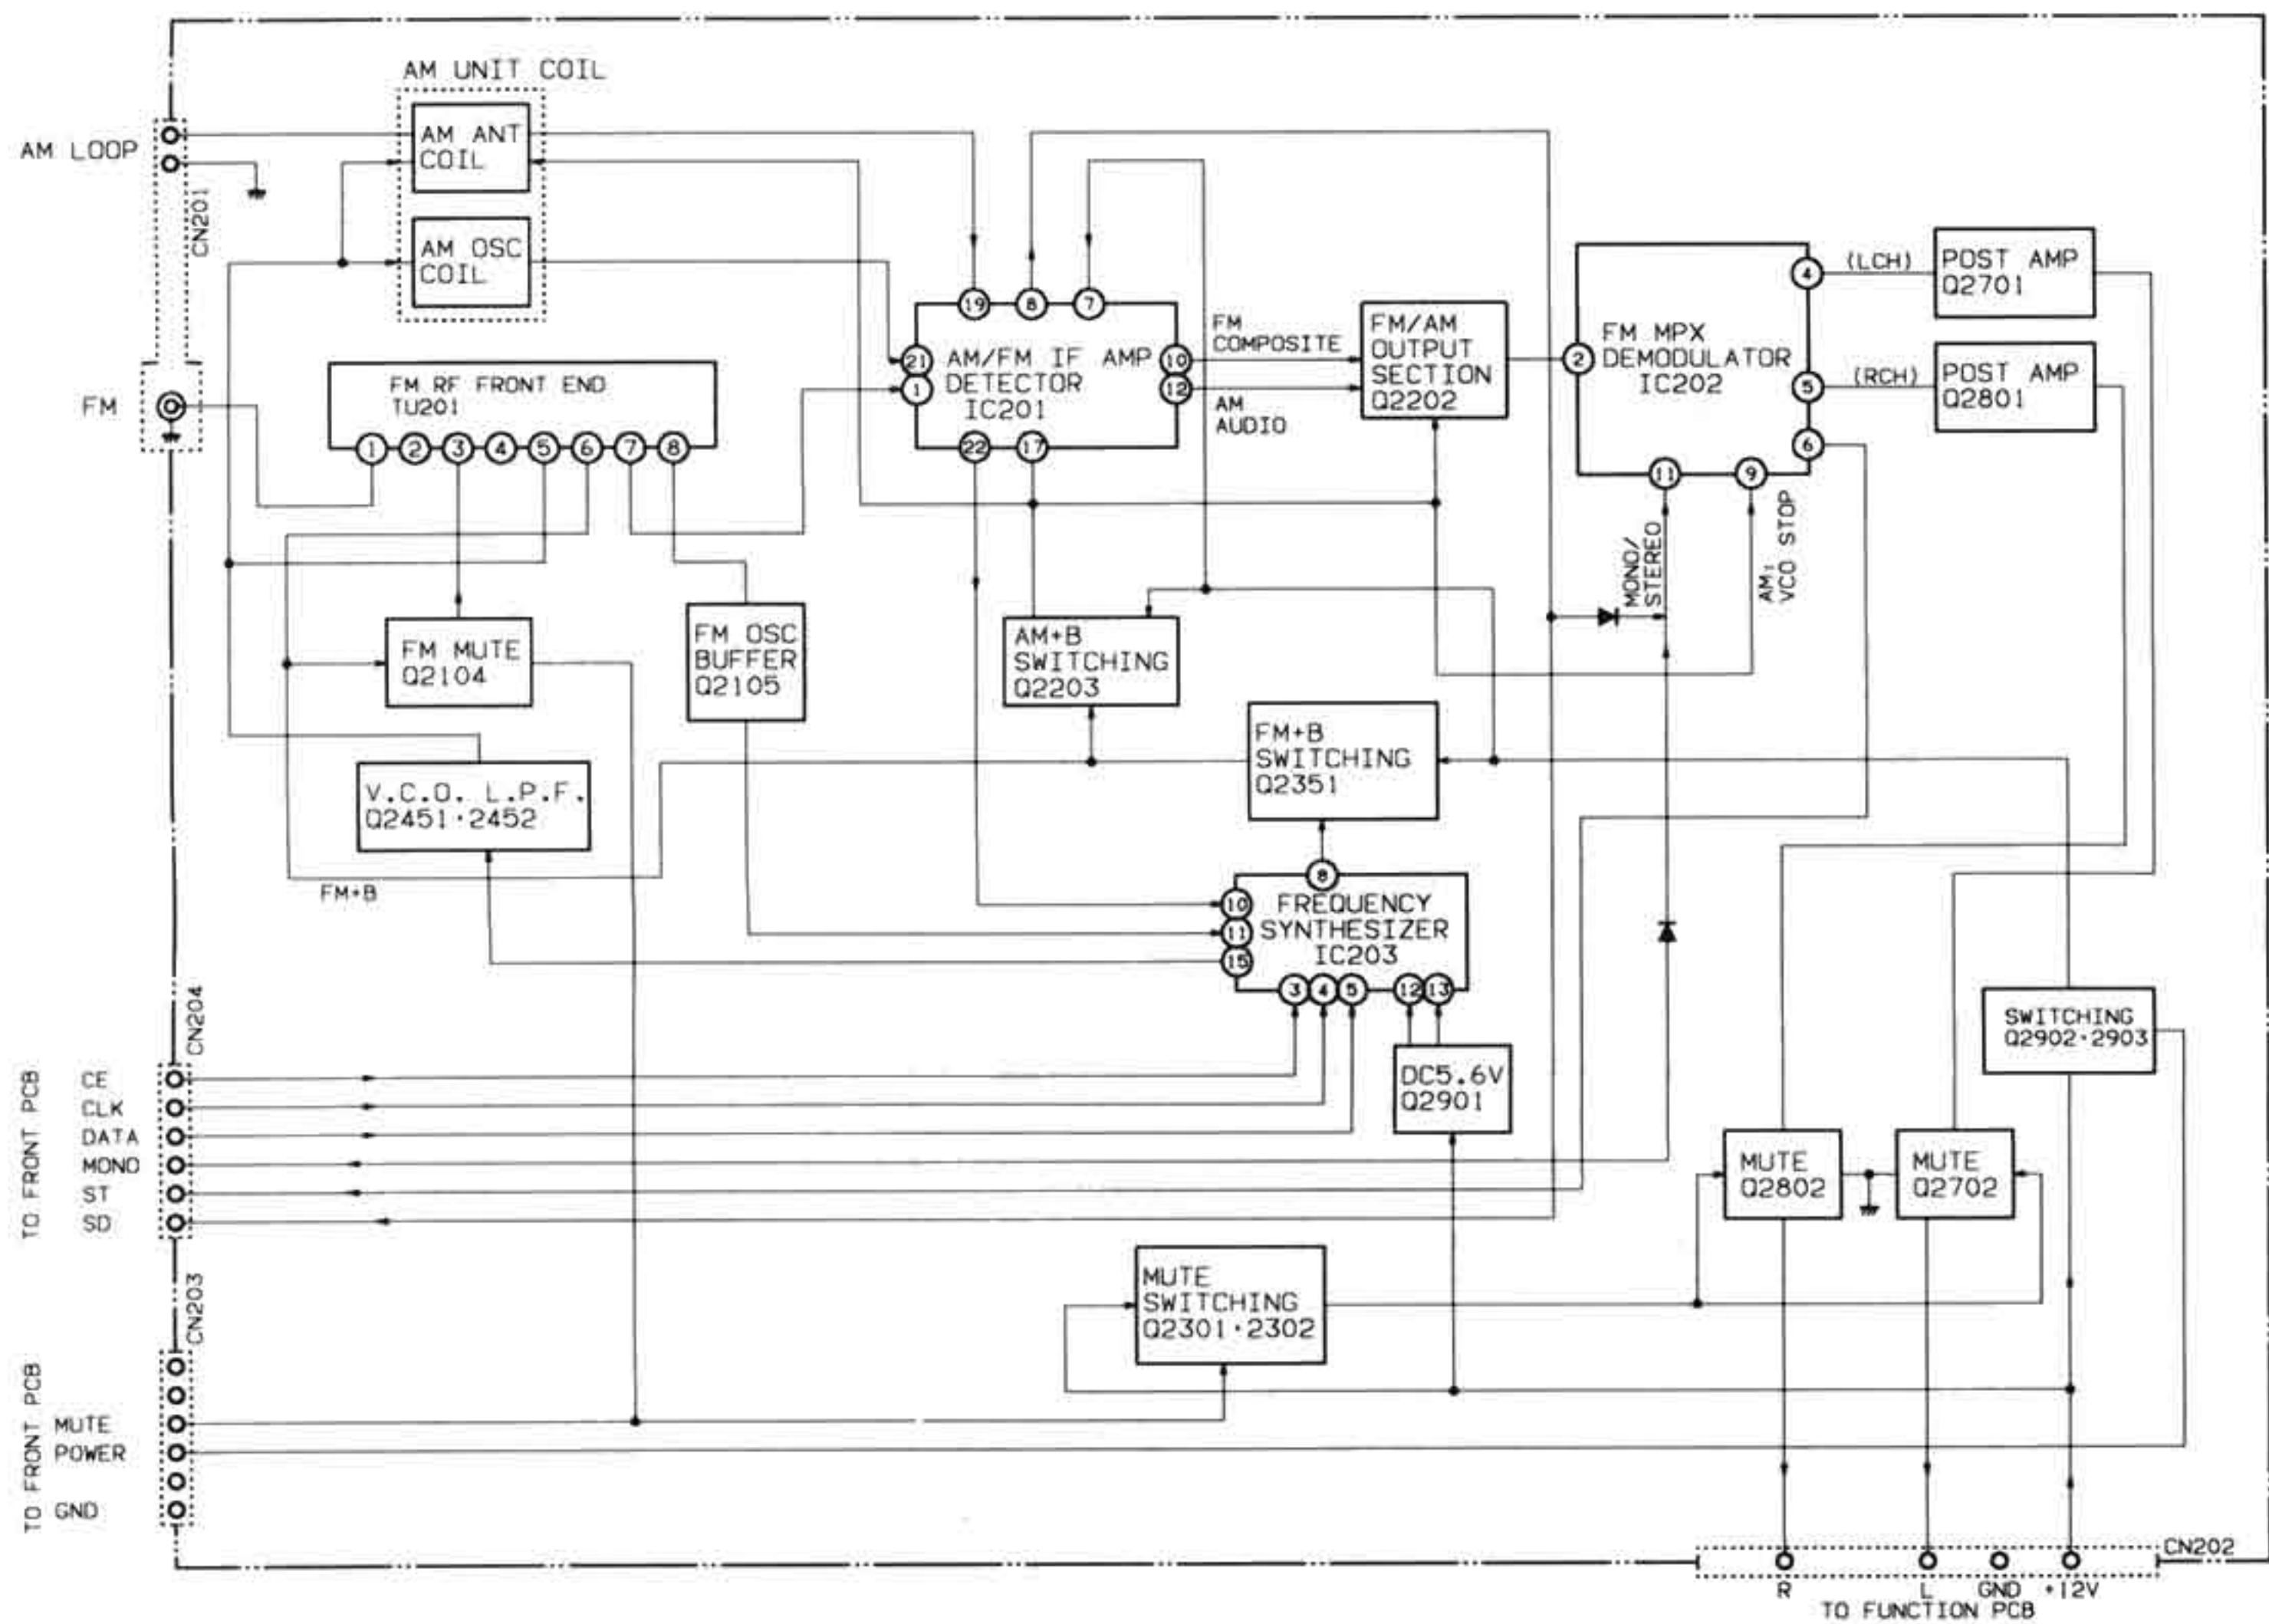 AM UNIT COIL
AM LOOP
CN201
AM ANT
COIL
AM OSC
COIL
FM
FM RF FRONT END
TU201
1 2 3 4 5 6 7 8
19 8 7
21
1
AM/FM IF AMP
DETECTOR
IC201
10
12
22 17
FM
COMPOSITE
AM
AUDIO
FM/AM
OUTPUT
SECTION
Q2202
2
FM MPX
DEMODULATOR
IC202
4
5
6
11 9
(LCH)
(RCH)
POST AMP
Q2701
POST AMP
Q2801
MONO/
STEREO
AM:
VCO STOP
FM MUTE
Q2104
FM OSC
BUFFER
Q2105
AM+B
SWITCHING
Q2203
FM+B
SWITCHING
Q2351
V.C.O. L.P.F.
Q2451·2452
FM+B
8
10
11
15
FREQUENCY
SYNTHESIZER
IC203
3 4 5 12 13
DC5.6V
Q2901
SWITCHING
Q2902·2903
CN204
TO FRONT PCB
CE
CLK
DATA
MONO
ST
SD
MUTE
Q2802
MUTE
Q2702
MUTE
SWITCHING
Q2301·2302
CN203
TO FRONT PCB
MUTE
POWER
GND
CN202
R L GND +12V
TO FUNCTION PCB